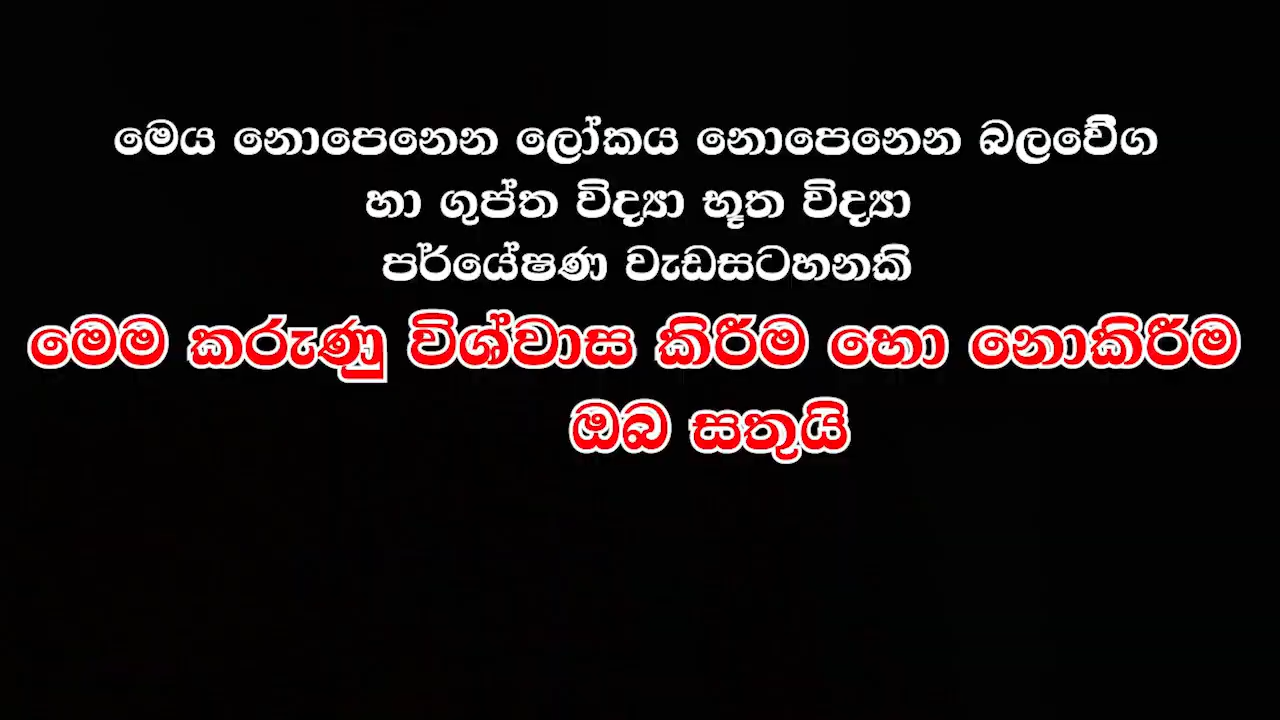 මෙය නොපෙනෙන ලෝකය නොපෙනෙන බලවේග
හා ගුප්ත විද්‍යා භූත විද්‍යා
පර්යේෂණ වැඩසටහනකි
මෙම කරුණු විශ්වාස කිරීම හො නොකිරීම
ඔබ සතුයි